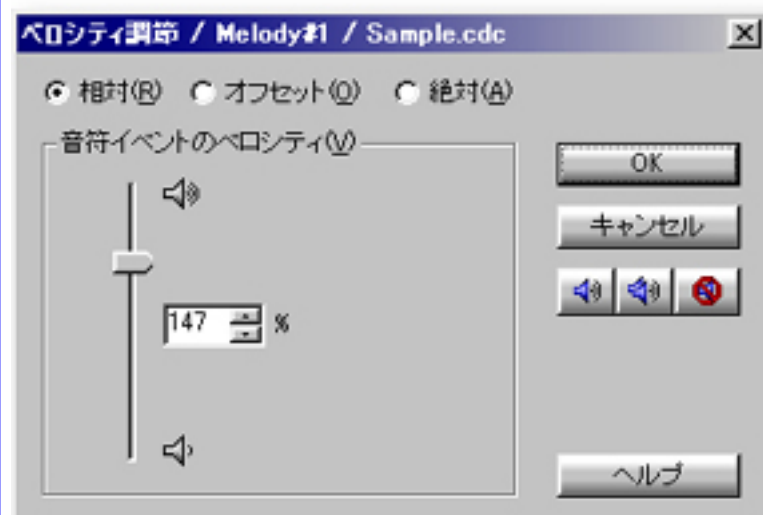 ベロシティ調節 / Melody#1 / Sample.cdc
相対(R) オフセット(O) 絶対(A)
音符イベントのベロシティ(V)
OK
キャンセル
147 %
ヘルプ